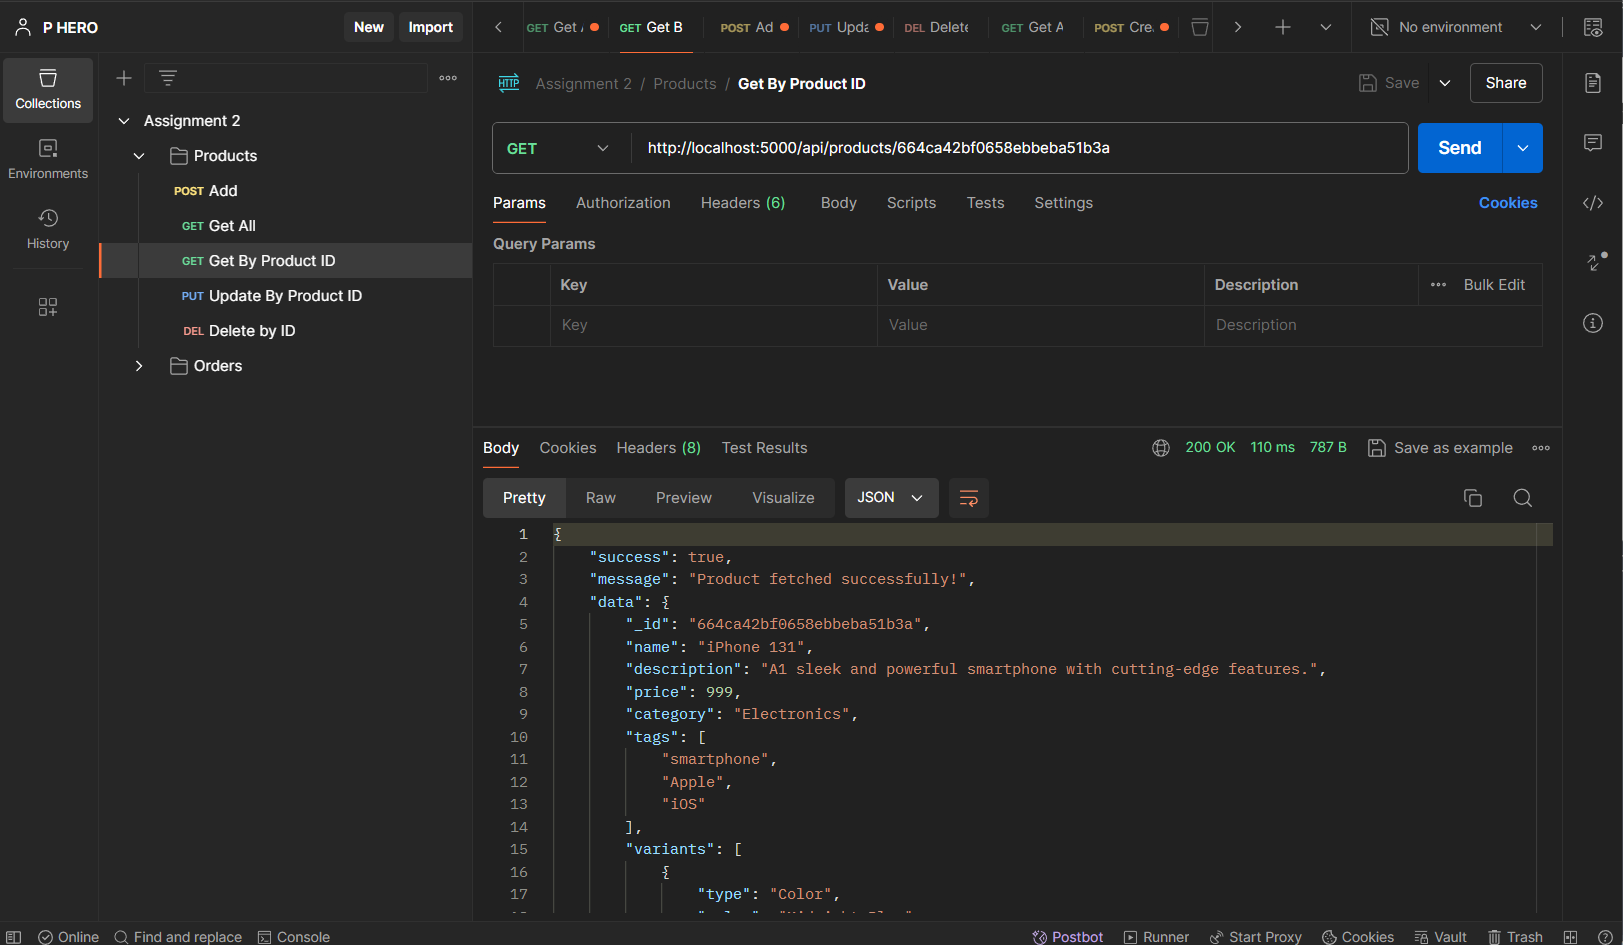 P HERO
New
Import
GET Get
GET Get B
POST Ad
PUT Upda
DEL Delete
GET Get A
POST Cre
No environment
Collections
Environments
History
Assignment 2
Products
POST Add
GET Get All
GET Get By Product ID
PUT Update By Product ID
DEL Delete by ID
Orders
HTTP Assignment 2 / Products / Get By Product ID
Save
Share
GET http://localhost:5000/api/products/664ca42bf0658ebbeba51b3a
Send
Params Authorization Headers (6) Body Scripts Tests Settings Cookies
Query Params
Key Value Description Bulk Edit
Key Value Description
Body Cookies Headers (8) Test Results 200 OK 110 ms 787 B Save as example
Pretty Raw Preview Visualize JSON
1 {
2 "success": true,
3 "message": "Product fetched successfully!",
4 "data": {
5 "_id": "664ca42bf0658ebbeba51b3a",
6 "name": "iPhone 131",
7 "description": "A1 sleek and powerful smartphone with cutting-edge features.",
8 "price": 999,
9 "category": "Electronics",
10 "tags": [
11 "smartphone",
12 "Apple",
13 "iOS"
14 ],
15 "variants": [
16 {
17 "type": "Color",
Online Find and replace Console Postbot Runner Start Proxy Cookies Vault Trash